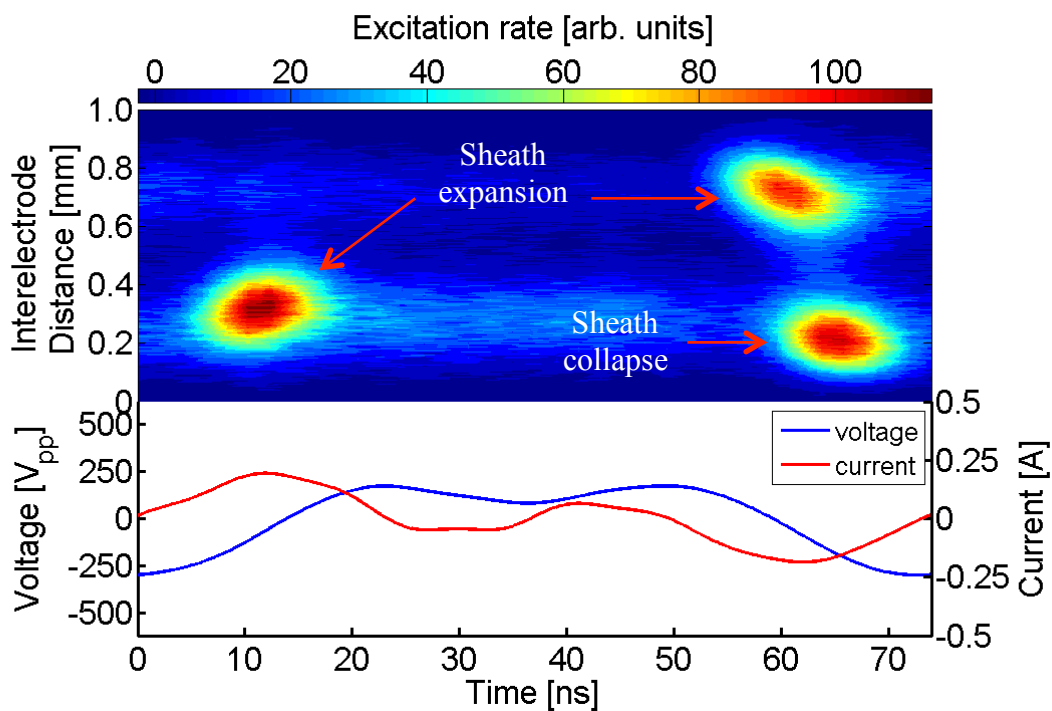 Excitation rate [arb. units]
0 20 40 60 80 100
Interelectrode
Distance [mm]
1.0
0.8
0.6
0.4
0.2
0
Sheath
expansion
Sheath
collapse
Voltage [Vpp]
500
250
0
-250
-500
voltage
current
0.5
0.25
0
-0.25
-0.5
Current [A]
0 10 20 30 40 50 60 70
Time [ns]